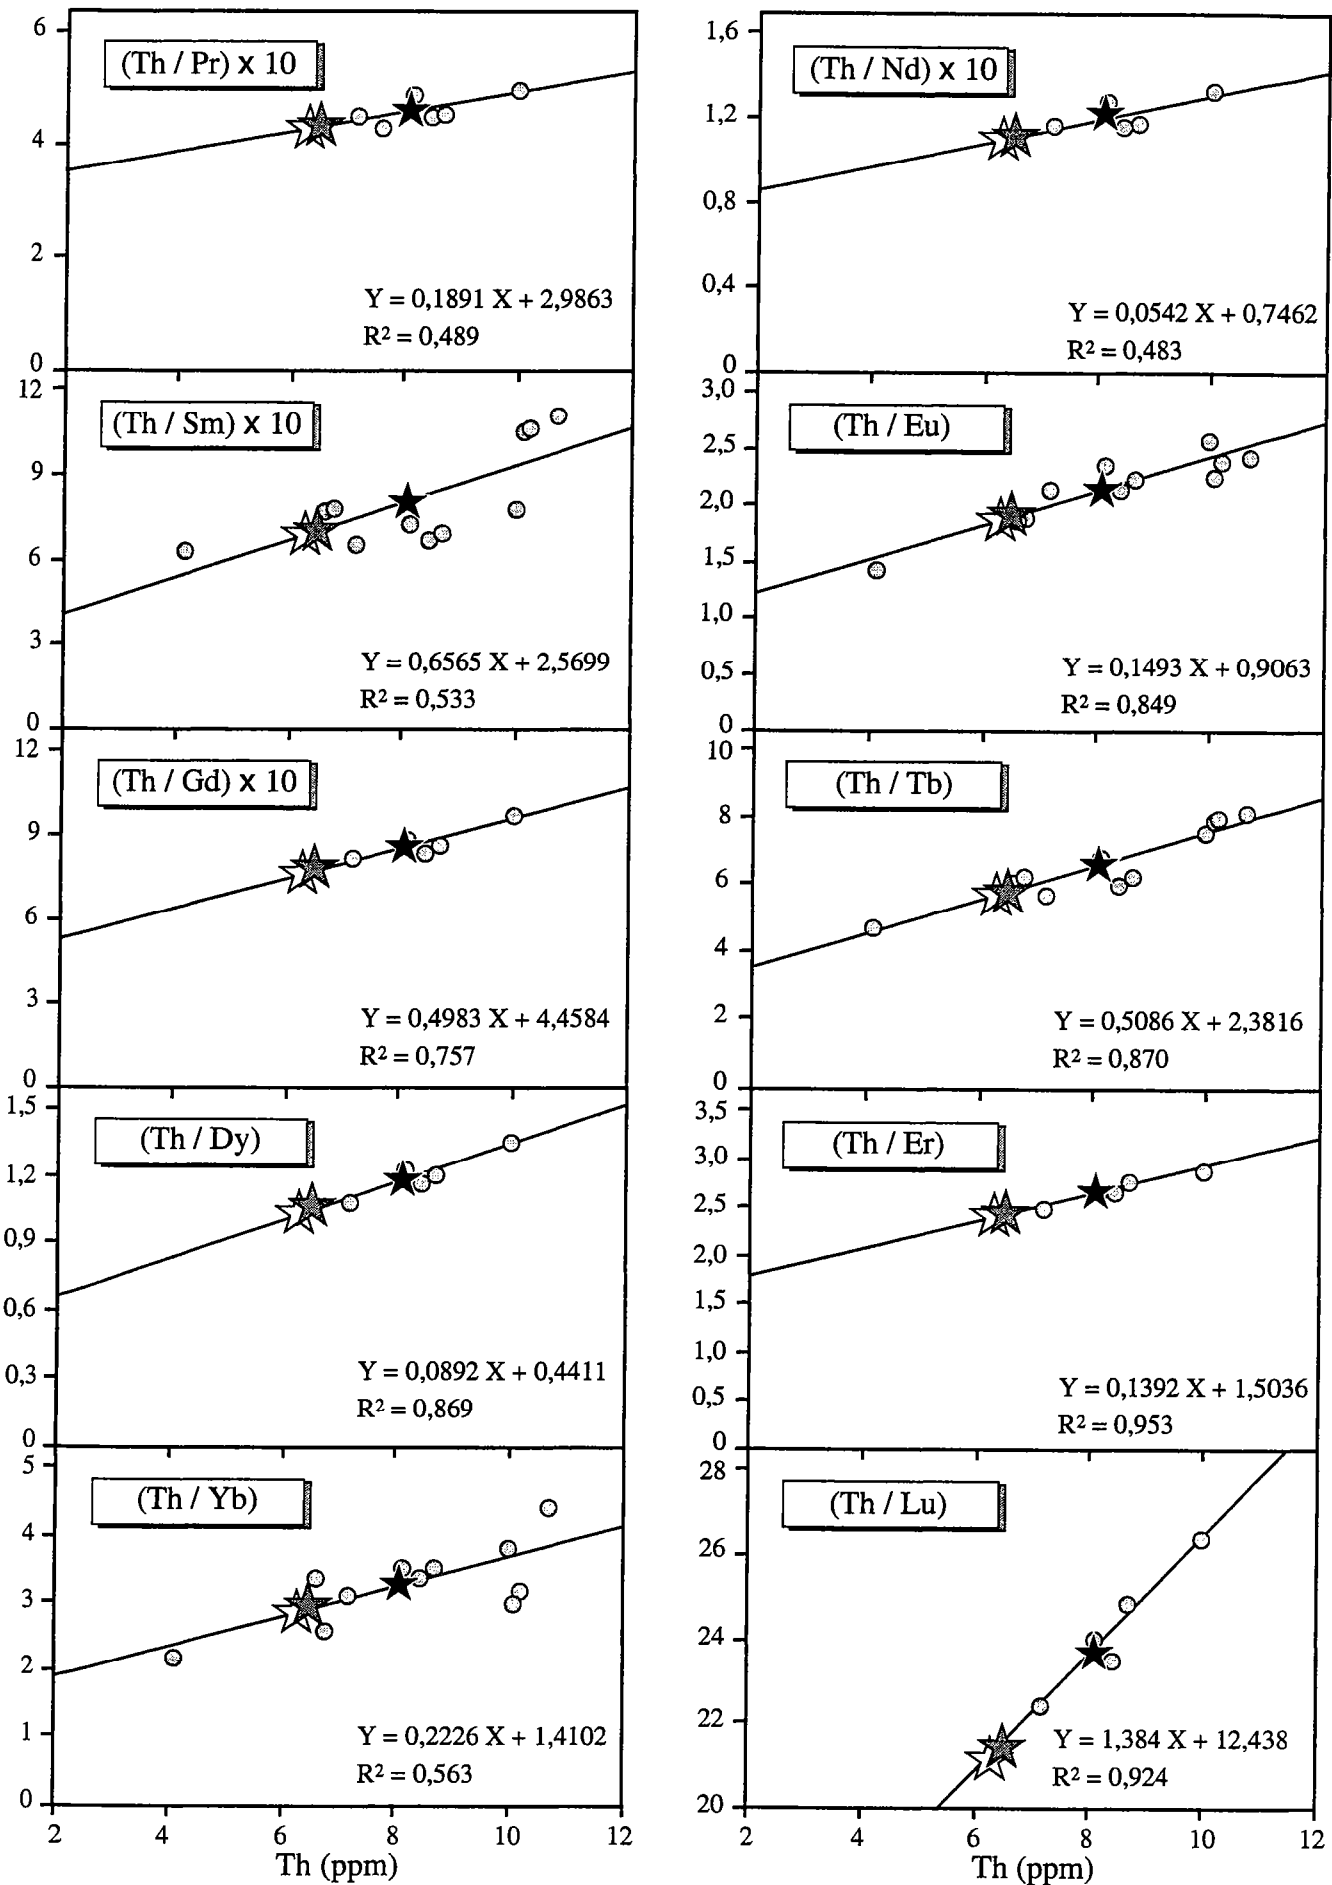 (Th / Pr) x 10
6
4
2
0
Y = 0,1891 X + 2,9863
R² = 0,489
(Th / Nd) x 10
1,6
1,2
0,8
0,4
0
Y = 0,0542 X + 0,7462
R² = 0,483
(Th / Sm) x 10
12
9
6
3
0
Y = 0,6565 X + 2,5699
R² = 0,533
(Th / Eu)
3,0
2,5
2,0
1,5
1,0
0,5
0
Y = 0,1493 X + 0,9063
R² = 0,849
(Th / Gd) x 10
12
9
6
3
0
Y = 0,4983 X + 4,4584
R² = 0,757
(Th / Tb)
10
8
6
4
2
0
Y = 0,5086 X + 2,3816
R² = 0,870
(Th / Dy)
1,5
1,2
0,9
0,6
0,3
0
Y = 0,0892 X + 0,4411
R² = 0,869
(Th / Er)
3,5
3,0
2,5
2,0
1,5
1,0
0,5
0
Y = 0,1392 X + 1,5036
R² = 0,953
(Th / Yb)
5
4
3
2
1
0
Y = 0,2226 X + 1,4102
R² = 0,563
2 4 6 8 10 12
Th (ppm)
(Th / Lu)
28
26
24
22
20
Y = 1,384 X + 12,438
R² = 0,924
2 4 6 8 10 12
Th (ppm)